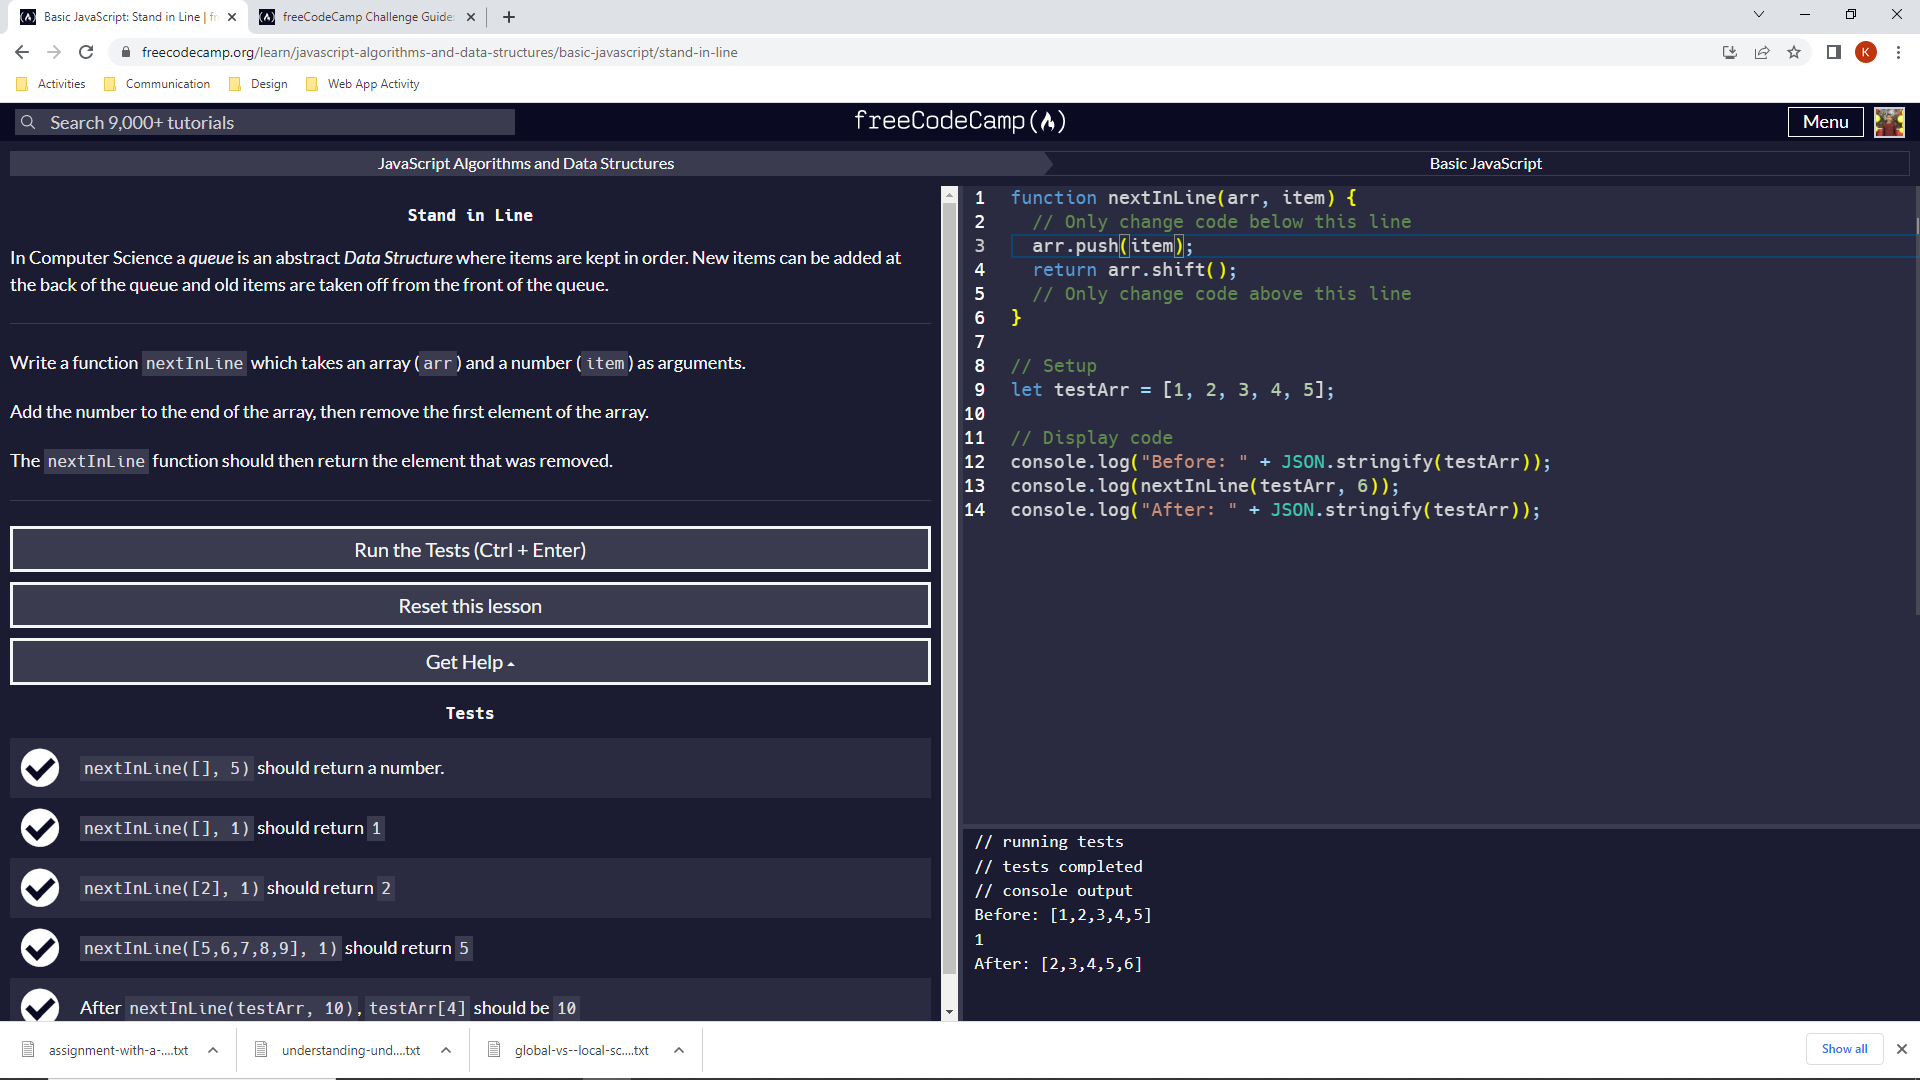 Basic JavaScript: Stand in Line | fr
freeCodeCamp Challenge Guide:
freecodecamp.org/learn/javascript-algorithms-and-data-structures/basic-javascript/stand-in-line
K
Activities
Communication
Design
Web App Activity
Search 9,000+ tutorials
freeCodeCamp
Menu
JavaScript Algorithms and Data Structures
Basic JavaScript
Stand in Line
In Computer Science a queue is an abstract Data Structure where items are kept in order. New items can be added at
the back of the queue and old items are taken off from the front of the queue.
Write a function nextInLine which takes an array (arr) and a number (item) as arguments.
Add the number to the end of the array, then remove the first element of the array.
The nextInLine function should then return the element that was removed.
Run the Tests (Ctrl + Enter)
Reset this lesson
Get Help
Tests
nextInLine([], 5) should return a number.
nextInLine([], 1) should return 1
nextInLine([2], 1) should return 2
nextInLine([5,6,7,8,9], 1) should return 5
After nextInLine(testArr, 10), testArr[4] should be 10
1 function nextInLine(arr, item) {
2 // Only change code below this line
3 arr.push(item);
4 return arr.shift();
5 // Only change code above this line
6 }
7
8 // Setup
9 let testArr = [1, 2, 3, 4, 5];
10
11 // Display code
12 console.log("Before: " + JSON.stringify(testArr));
13 console.log(nextInLine(testArr, 6));
14 console.log("After: " + JSON.stringify(testArr));
// running tests
// tests completed
// console output
Before: [1,2,3,4,5]
1
After: [2,3,4,5,6]
assignment-with-a-....txt
understanding-und....txt
global-vs--local-sc....txt
Show all